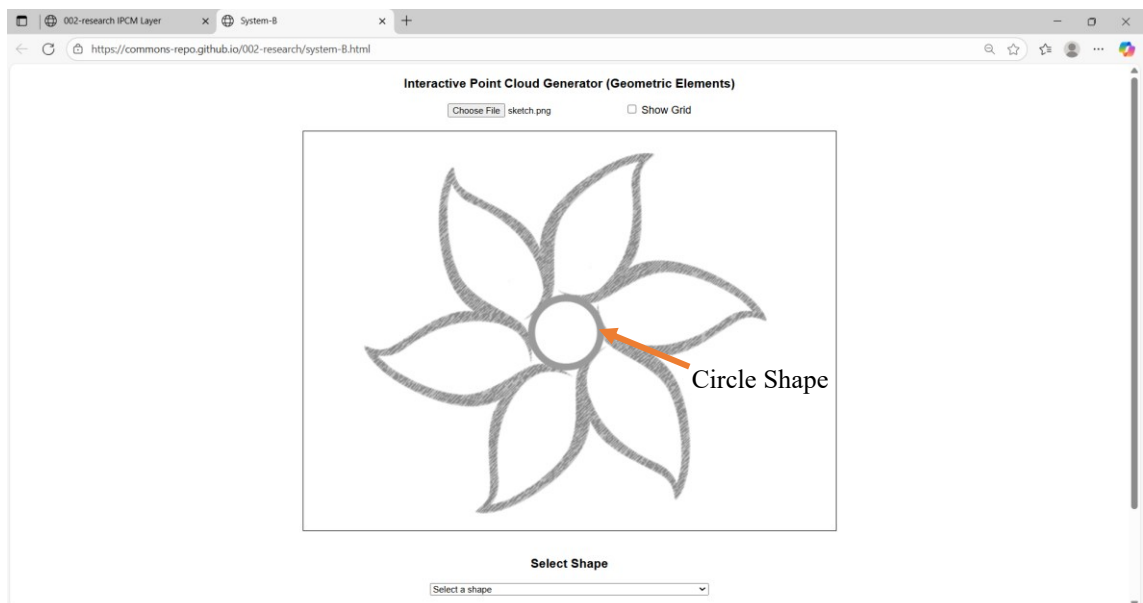 002-research IPCM Layer
System-B
https://commons-repo.github.io/002-research/system-B.html
Interactive Point Cloud Generator (Geometric Elements)
Choose File sketch.png
Show Grid
Circle Shape
Select Shape
Select a shape